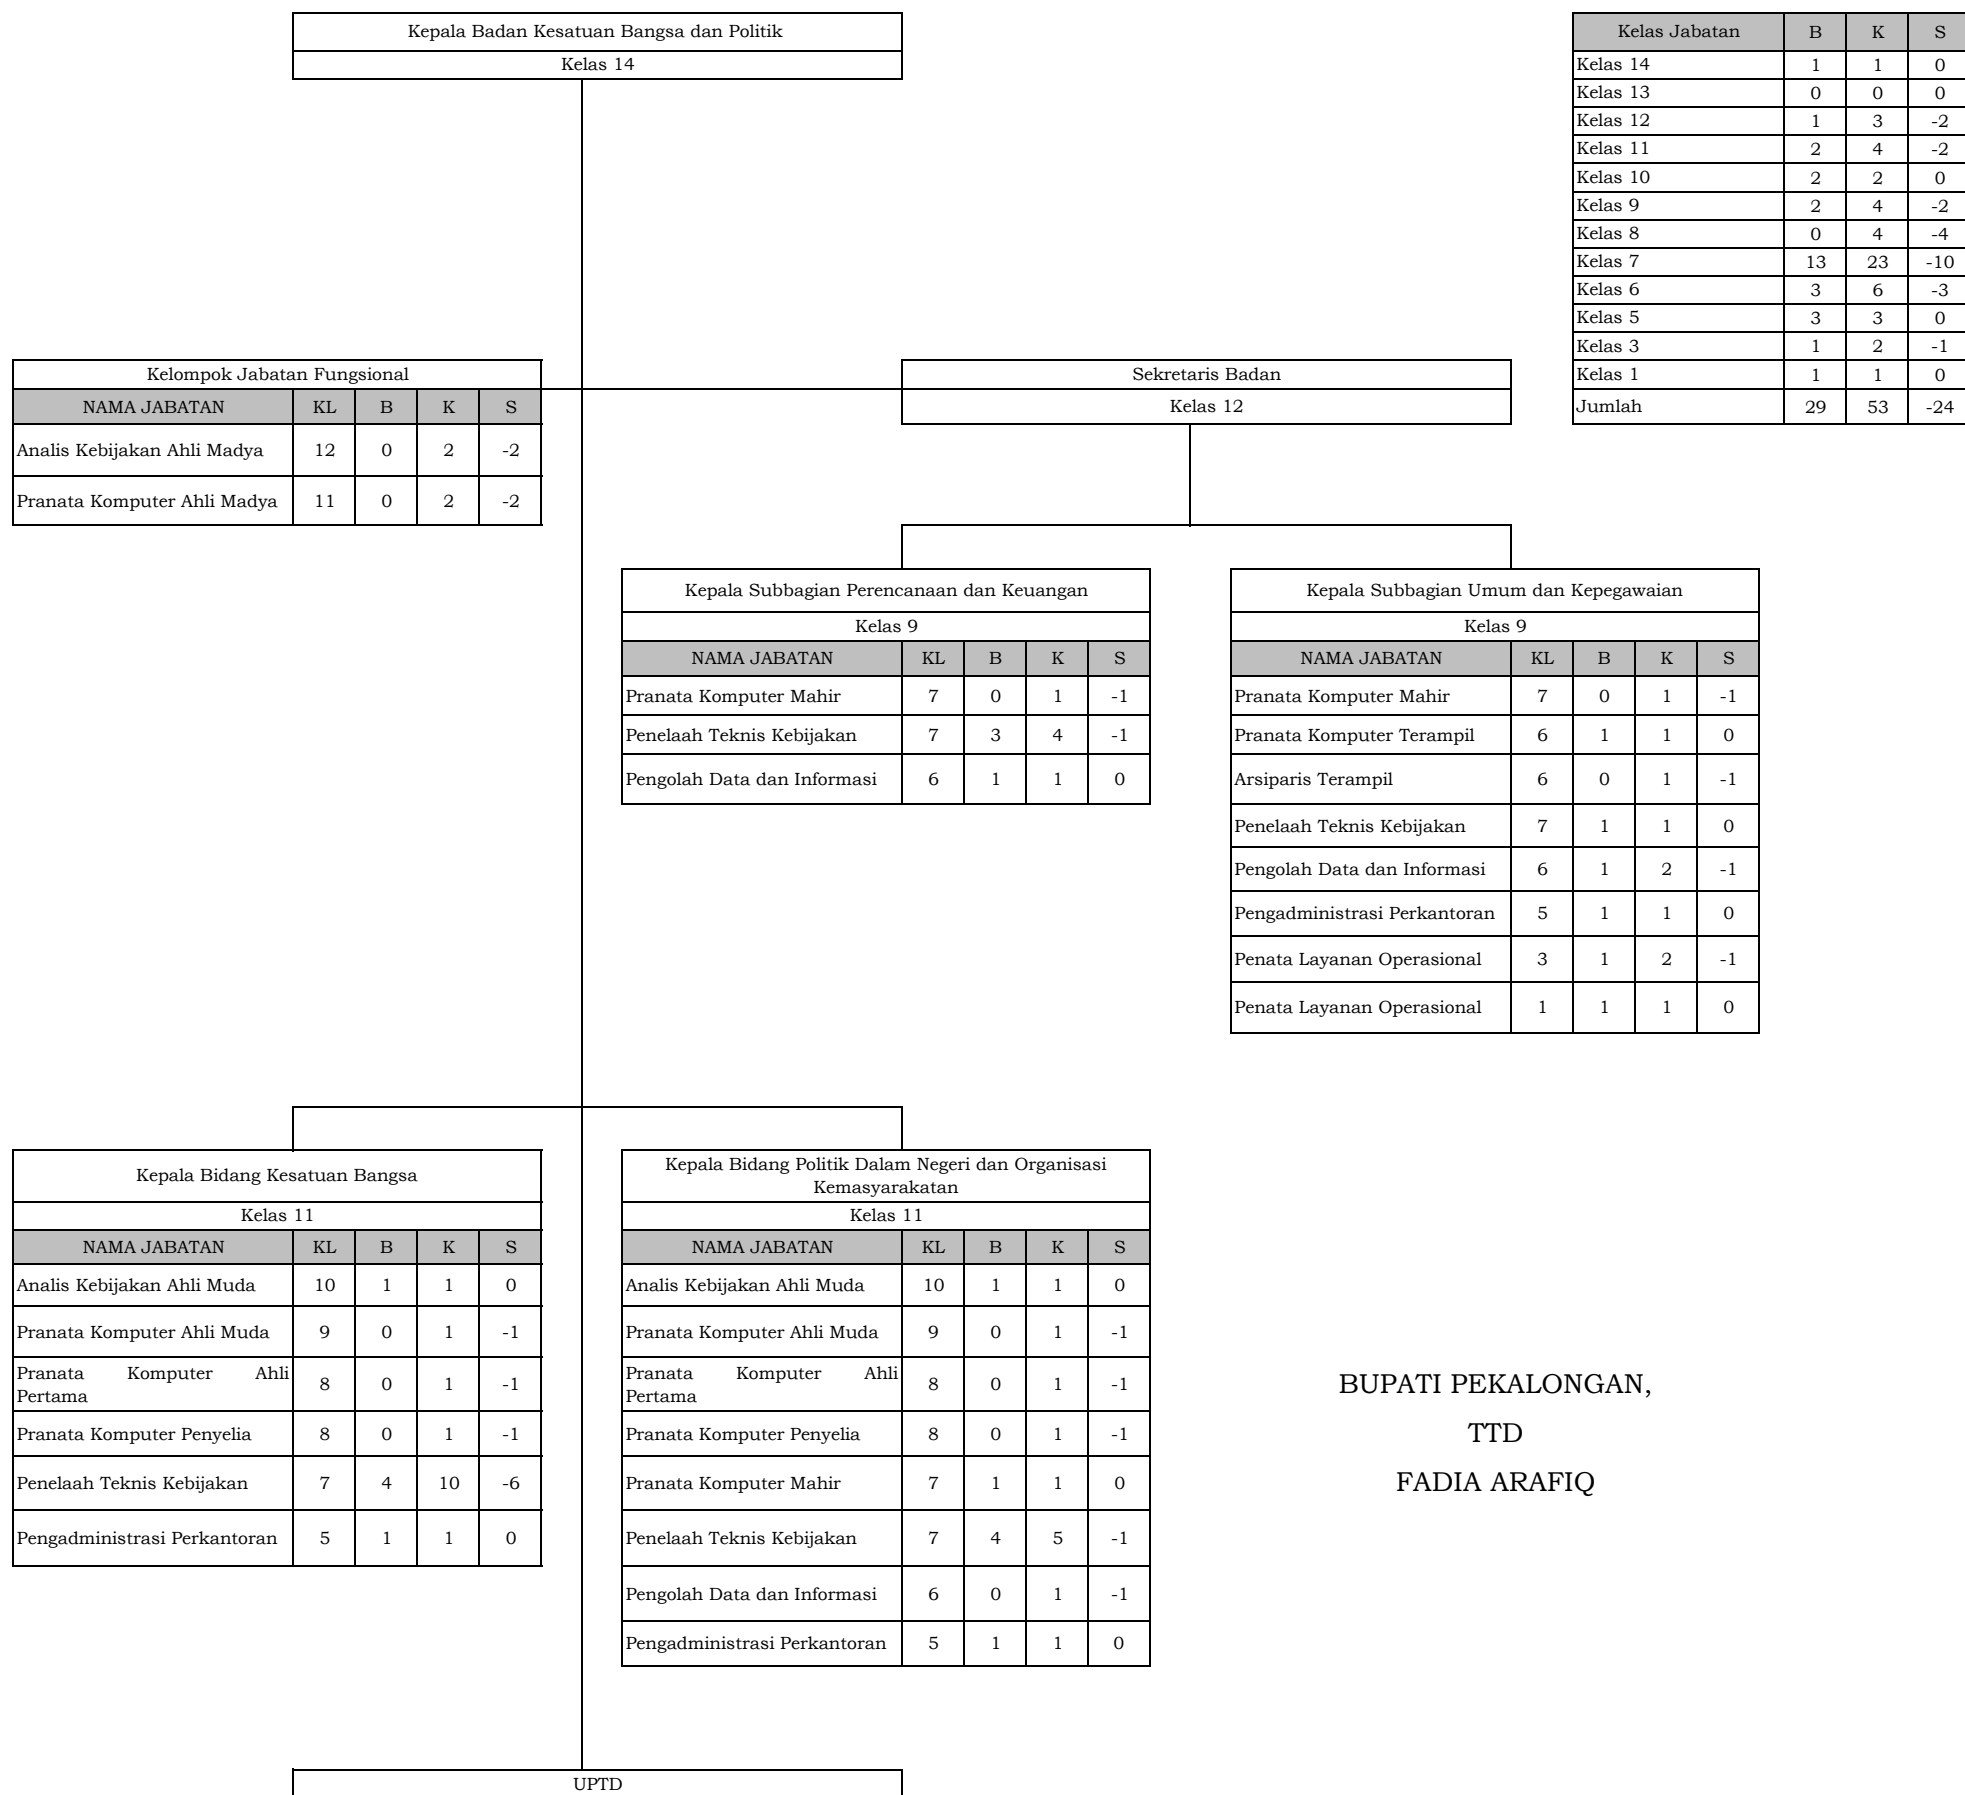 Kepala Badan Kesatuan Bangsa dan Politik
Kelas 14
Kelas Jabatan B K S
Kelas 14 1 1 0
Kelas 13 0 0 0
Kelas 12 1 3 -2
Kelas 11 2 4 -2
Kelas 10 2 2 0
Kelas 9 2 4 -2
Kelas 8 0 4 -4
Kelas 7 13 23 -10
Kelas 6 3 6 -3
Kelas 5 3 3 0
Kelas 3 1 2 -1
Kelas 1 1 1 0
Jumlah 29 53 -24
Kelompok Jabatan Fungsional
NAMA JABATAN KL B K S
Analis Kebijakan Ahli Madya 12 0 2 -2
Pranata Komputer Ahli Madya 11 0 2 -2
Sekretaris Badan
Kelas 12
Kepala Subbagian Perencanaan dan Keuangan
Kelas 9
NAMA JABATAN KL B K S
Pranata Komputer Mahir 7 0 1 -1
Penelaah Teknis Kebijakan 7 3 4 -1
Pengolah Data dan Informasi 6 1 1 0
Kepala Subbagian Umum dan Kepegawaian
Kelas 9
NAMA JABATAN KL B K S
Pranata Komputer Mahir 7 0 1 -1
Pranata Komputer Terampil 6 1 1 0
Arsiparis Terampil 6 0 1 -1
Penelaah Teknis Kebijakan 7 1 1 0
Pengolah Data dan Informasi 6 1 2 -1
Pengadministrasi Perkantoran 5 1 1 0
Penata Layanan Operasional 3 1 2 -1
Penata Layanan Operasional 1 1 1 0
Kepala Bidang Kesatuan Bangsa
Kelas 11
NAMA JABATAN KL B K S
Analis Kebijakan Ahli Muda 10 1 1 0
Pranata Komputer Ahli Muda 9 0 1 -1
Pranata Komputer Ahli
Pertama 8 0 1 -1
Pranata Komputer Penyelia 8 0 1 -1
Penelaah Teknis Kebijakan 7 4 10 -6
Pengadministrasi Perkantoran 5 1 1 0
Kepala Bidang Politik Dalam Negeri dan Organisasi
Kemasyarakatan
Kelas 11
NAMA JABATAN KL B K S
Analis Kebijakan Ahli Muda 10 1 1 0
Pranata Komputer Ahli Muda 9 0 1 -1
Pranata Komputer Ahli
Pertama 8 0 1 -1
Pranata Komputer Penyelia 8 0 1 -1
Pranata Komputer Mahir 7 1 1 0
Penelaah Teknis Kebijakan 7 4 5 -1
Pengolah Data dan Informasi 6 0 1 -1
Pengadministrasi Perkantoran 5 1 1 0
BUPATI PEKALONGAN,
TTD
FADIA ARAFIQ
UPTD